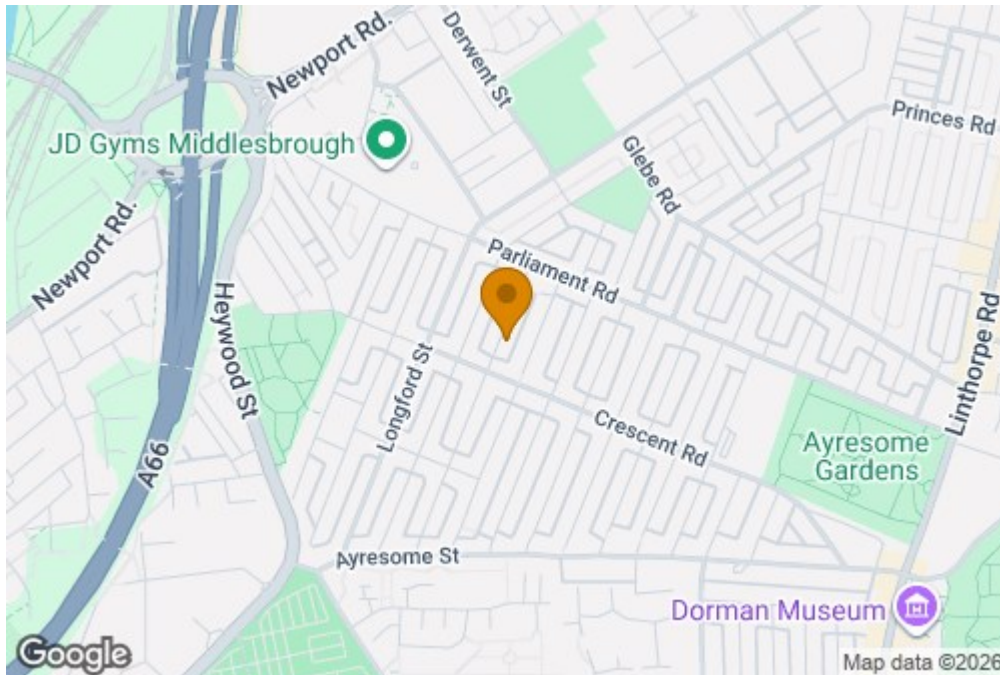 Newport Rd.
Derwent St
JD Gyms Middlesbrough
Princes Rd
Glebe Rd
Newport Rd.
Parliament Rd
Heywood St
Linthorpe Rd
Longford St
A66
Crescent Rd
Ayresome
Gardens
Ayresome St
Dorman Museum
Google
Map data ©2026